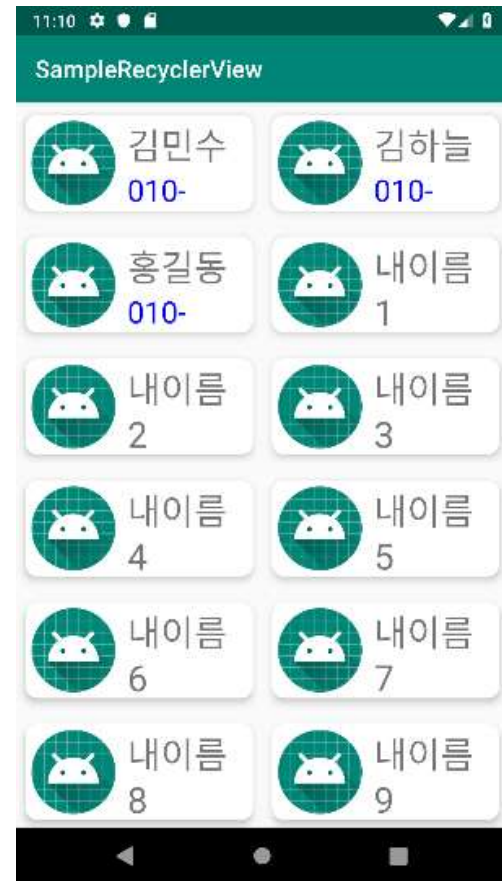 11:10
SampleRecyclerView
김민수
010-
김하늘
010-
홍길동
010-
내이름
1
내이름
2
내이름
3
내이름
4
내이름
5
내이름
6
내이름
7
내이름
8
내이름
9